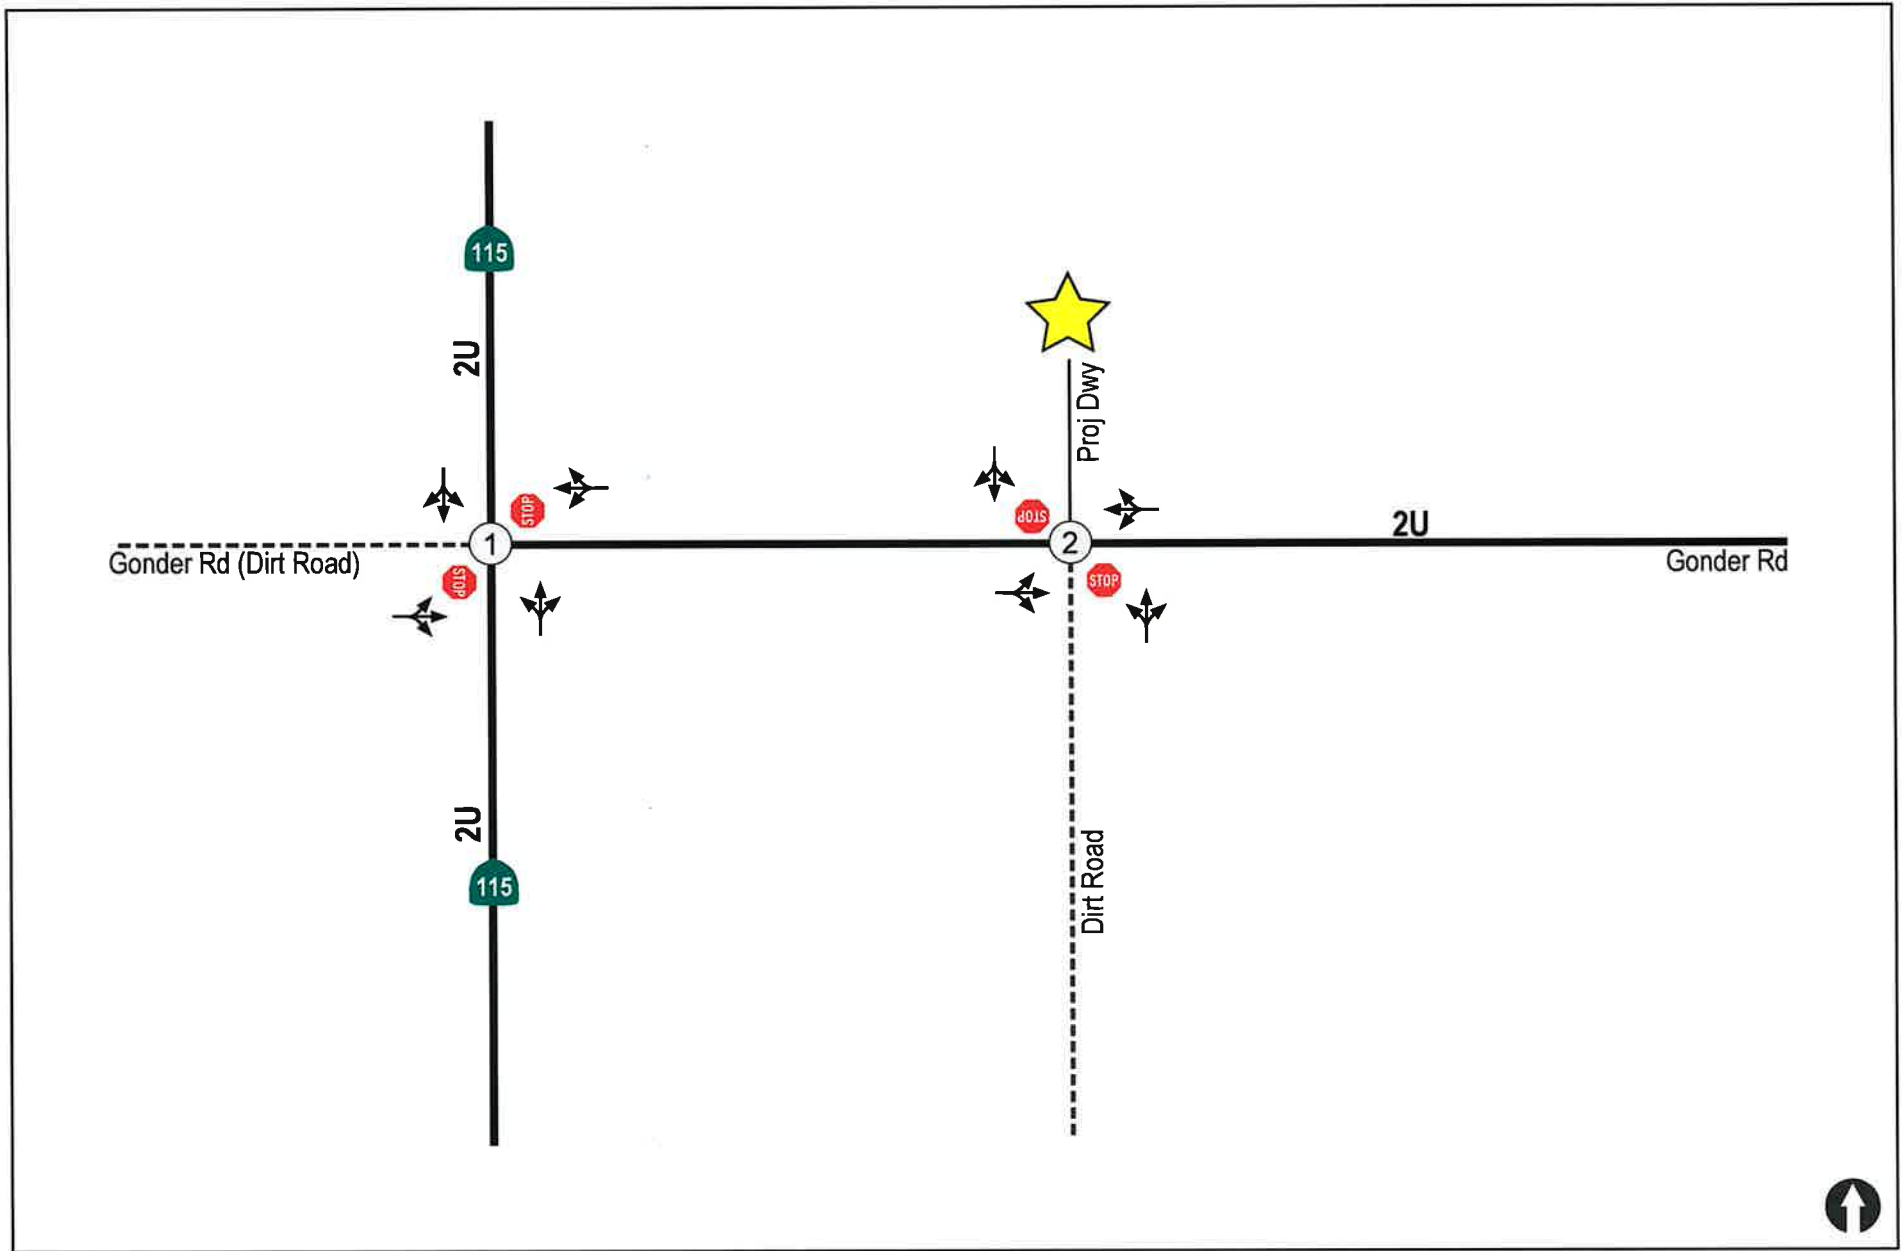 115
2U
Proj Dwy
STOP
STOP
2U
1
2
Gonder Rd (Dirt Road)
Gonder Rd
STOP
STOP
2U
Dirt Road
115